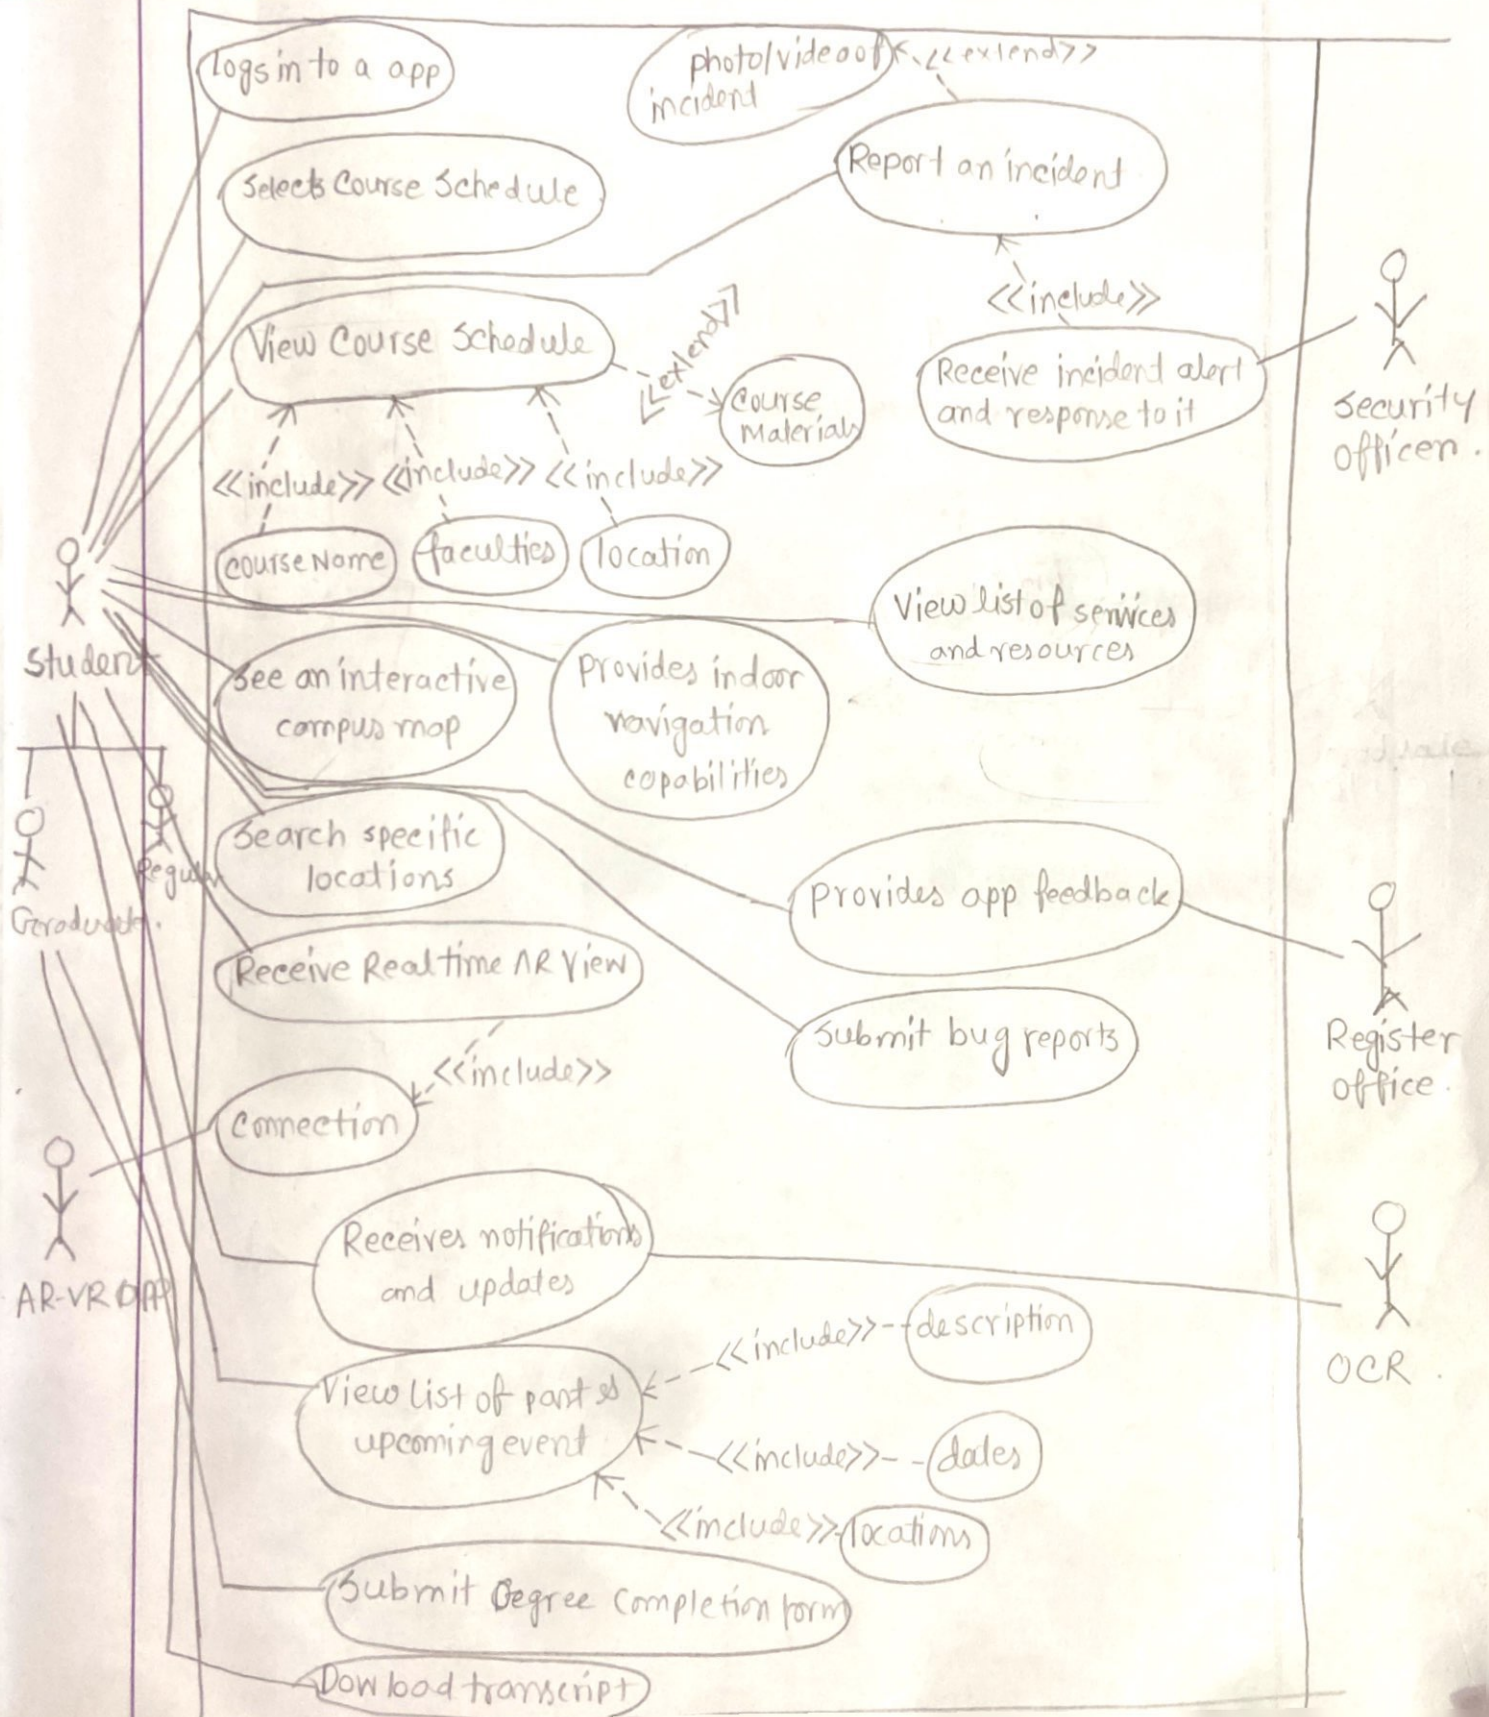 Logs in to a app
photo/video of
incident
<<extend>>
Report an incident
Selects Course Schedule
<<include>>
View Course Schedule
<<extend>>
Course
Materials
Receive incident alert
and response to it
Security
Officer.
<<include>>
<<include>>
<<include>>
Course Name
faculties
location
Student
View list of services
and resources
See an interactive
campus map
Provides indoor
navigation
capabilities
Search specific
locations
Regular
Geraduate.
Provides app feedback
Receive Real time AR View
Submit bug reports
Register
office.
<<include>>
Connection
AR-VR APP
Receives notifications
and updates
<<include>>
description
OCR.
View list of past &
upcoming event
<<include>>
dates
<<include>>
locations
Submit Degree Completion form
Dowload transcript